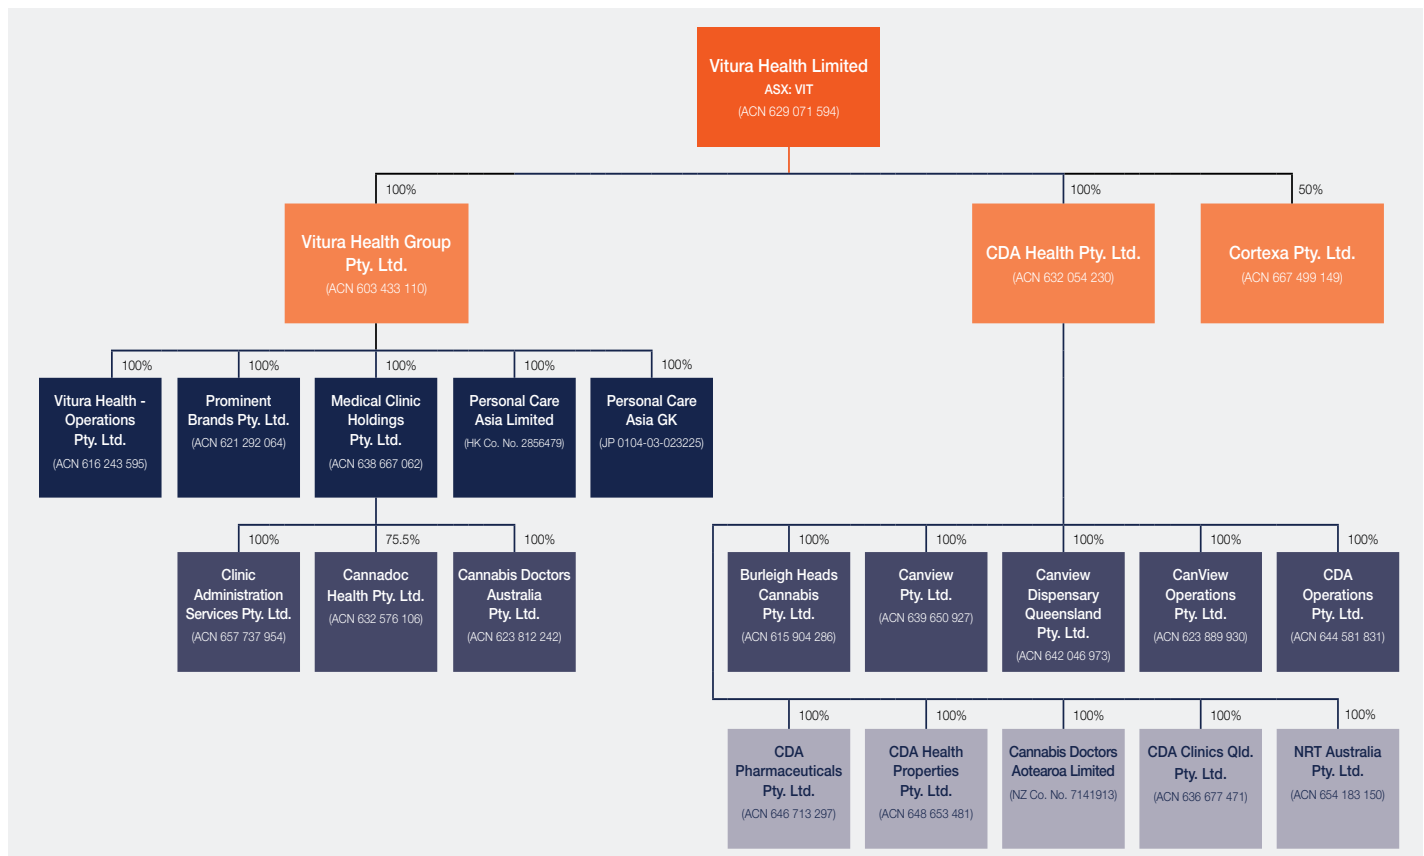 Vitura Health Limited
ASX: VIT
(ACN 629 071 594)
100%
100%
50%
Vitura Health Group
Pty. Ltd.
(ACN 603 433 110)
CDA Health Pty. Ltd.
(ACN 632 054 230)
Cortexa Pty. Ltd.
(ACN 667 499 149)
100%
100%
100%
100%
100%
Vitura Health -
Operations
Pty. Ltd.
(ACN 616 243 595)
Prominent
Brands Pty. Ltd.
(ACN 621 292 064)
Medical Clinic
Holdings
Pty. Ltd.
(ACN 638 667 062)
Personal Care
Asia Limited
(HK Co. No. 2856479)
Personal Care
Asia GK
(JP 0104-03-023225)
100%
75.5%
100%
Clinic
Administration
Services Pty. Ltd.
(ACN 657 737 954)
Cannadoc
Health Pty. Ltd.
(ACN 632 576 106)
Cannabis Doctors
Australia
Pty. Ltd.
(ACN 623 812 242)
100%
100%
100%
100%
100%
Burleigh Heads
Cannabis
Pty. Ltd.
(ACN 615 904 286)
Canview
Pty. Ltd.
(ACN 639 650 927)
Canview
Dispensary
Queensland
Pty. Ltd.
(ACN 642 046 973)
CanView
Operations
Pty. Ltd.
(ACN 623 889 930)
CDA
Operations
Pty. Ltd.
(ACN 644 581 831)
100%
100%
100%
100%
100%
CDA
Pharmaceuticals
Pty. Ltd.
(ACN 646 713 297)
CDA Health
Properties
Pty. Ltd.
(ACN 648 653 481)
Cannabis Doctors
Aotearoa Limited
(NZ Co. No. 7141913)
CDA Clinics Qld.
Pty. Ltd.
(ACN 636 677 471)
NRT Australia
Pty. Ltd.
(ACN 654 183 150)